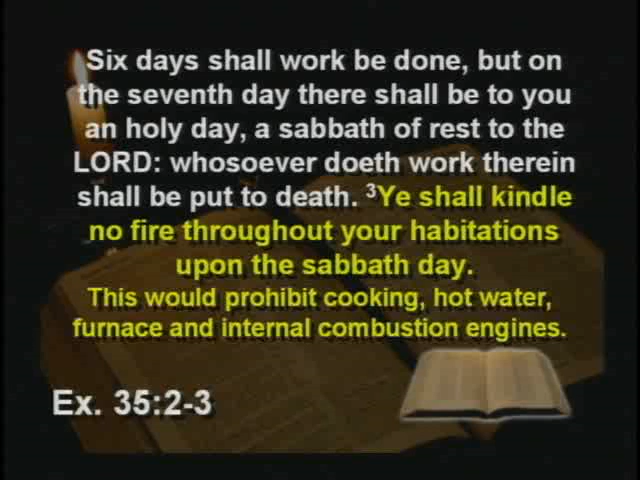 Six days shall work be done, but on
the seventh day there shall be to you
an holy day, a sabbath of rest to the
LORD: whosoever doeth work therein
shall be put to death. ³Ye shall kindle
no fire throughout your habitations
upon the sabbath day.
This would prohibit cooking, hot water,
furnace and internal combustion engines.
Ex. 35:2-3